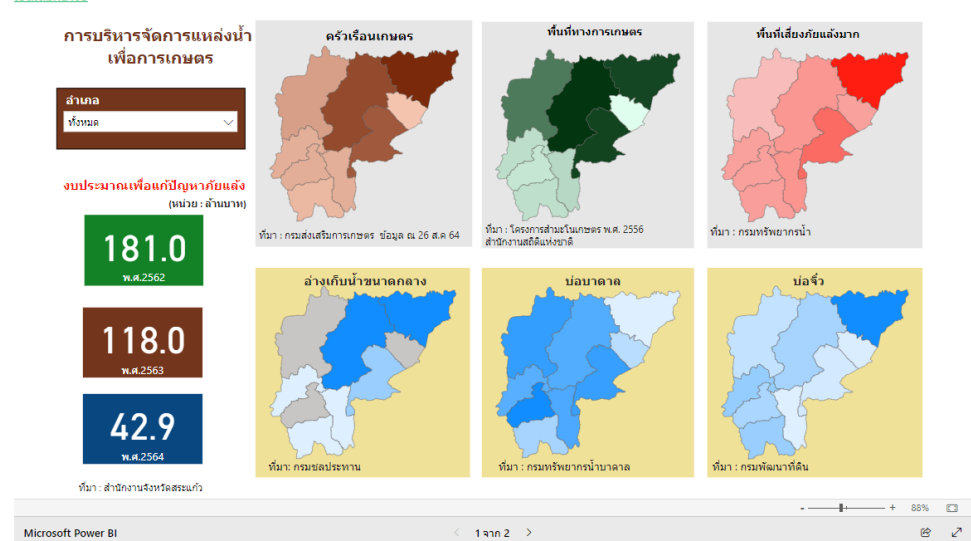 การบริหารจัดการแหล่งน้ำ
เพื่อการเกษตร
อำเภอ
ทั้งหมด
งบประมาณเพื่อแก้ปัญหาภัยแล้ง
(หน่วย : ล้านบาท)
181.0
พ.ศ.2562
118.0
พ.ศ.2563
42.9
พ.ศ.2564
ที่มา : สำนักงานจังหวัดสระแก้ว
ครัวเรือนเกษตร
ที่มา : กรมส่งเสริมการเกษตร ข้อมูล ณ 26 ส.ค 64
พื้นที่ทางการเกษตร
ที่มา : โครงการสำมะโนเกษตร พ.ศ. 2556
สำนักงานสถิติแห่งชาติ
พื้นที่เสี่ยงภัยแล้งมาก
ที่มา : กรมทรัพยากรน้ำ
อ่างเก็บน้ำขนาดกลาง
ที่มา: กรมชลประทาน
บ่อบาดาล
ที่มา : กรมทรัพยากรน้ำบาดาล
บ่อจิ๋ว
ที่มา : กรมพัฒนาที่ดิน
- + 88%
Microsoft Power BI
< 1 จาก 2 >